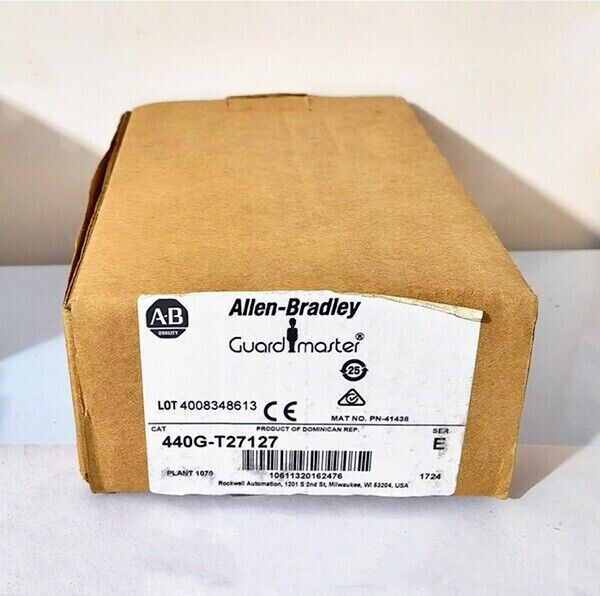 A-B
QUALITY
Allen-Bradley
Guardmaster®
25
LOT 4008348613 CE
MAT NO. PN-41438
CAT PRODUCT OF DOMINICAN REP. SER
440G-T27127 E
PLANT 1070 10611320162476 1724
Rockwell Automation, 1201 S 2nd St, Milwaukee, WI 53204, USA